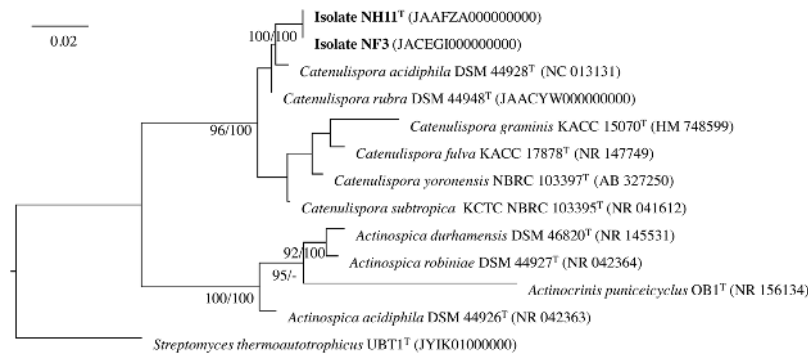 Isolate NH11ᵀ (JAAFZA000000000)
0.02
100/100
Isolate NF3 (JACEGI000000000)
Catenulispora acidiphila DSM 44928ᵀ (NC 013131)
Catenulispora rubra DSM 44948ᵀ (JAACYW000000000)
96/100
Catenulispora graminis KACC 15070ᵀ (HM 748599)
Catenulispora fulva KACC 17878ᵀ (NR 147749)
Catenulispora yoronensis NBRC 103397ᵀ (AB 327250)
Catenulispora subtropica KCTC NBRC 103395ᵀ (NR 041612)
Actinospica durhamensis DSM 46820ᵀ (NR 145531)
92/100
Actinospica robiniae DSM 44927ᵀ (NR 042364)
95/-
Actinocrinis puniceicyclus OB1ᵀ (NR 156134)
100/100
Actinospica acidiphila DSM 44926ᵀ (NR 042363)
Streptomyces thermoautotrophicus UBT1ᵀ (JYIK01000000)